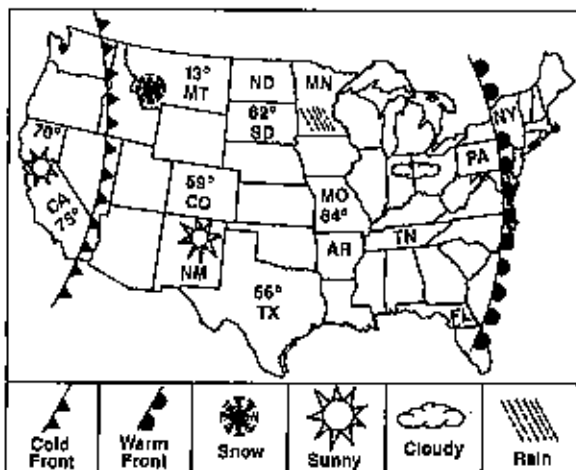 13°
MT
ND
MN
62°
SD
NY
70°
PA
59°
CO
MO
84°
CA
75°
TN
AR
NM
FL
56°
TX
Cold
Front
Warm
Front
Snow
Sunny
Cloudy
Rain